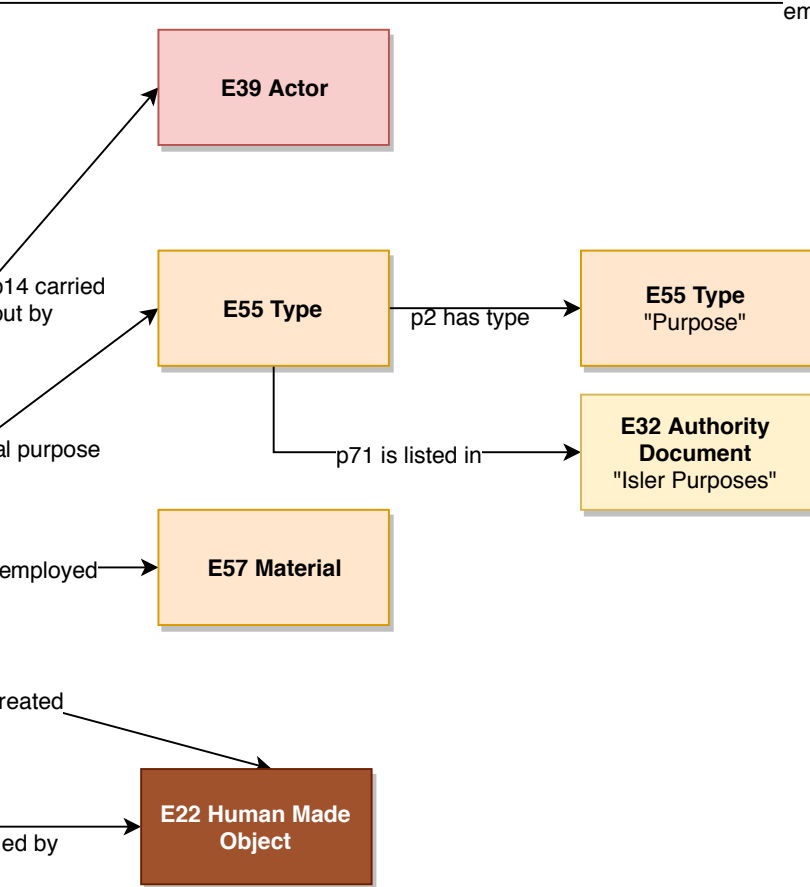 em
E39 Actor
p14 carried
out by
E55 Type
p2 has type
E55 Type
"Purpose"
al purpose
p71 is listed in
E32 Authority
Document
"Isler Purposes"
employed
E57 Material
reated
E22 Human Made
Object
ed by